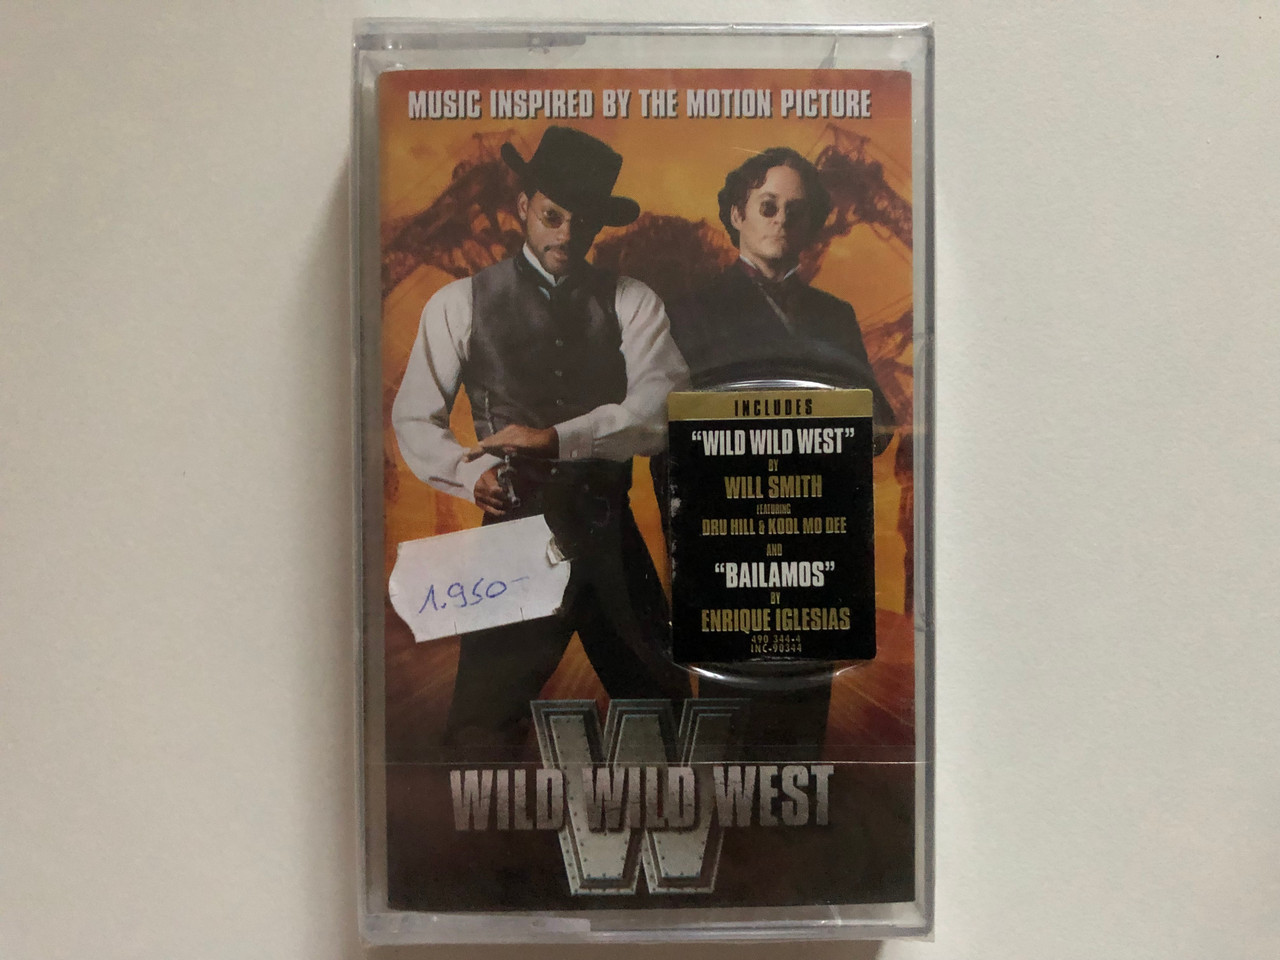 MUSIC INSPIRED BY THE MOTION PICTURE
INCLUDES
"WILD WILD WEST"
BY
WILL SMITH
FEATURING
DRU HILL & KOOL MO DEE
AND
"BAILAMOS"
BY
ENRIQUE IGLESIAS
490 344-4
INC-90344
1.950-
W
WILD WILD WEST